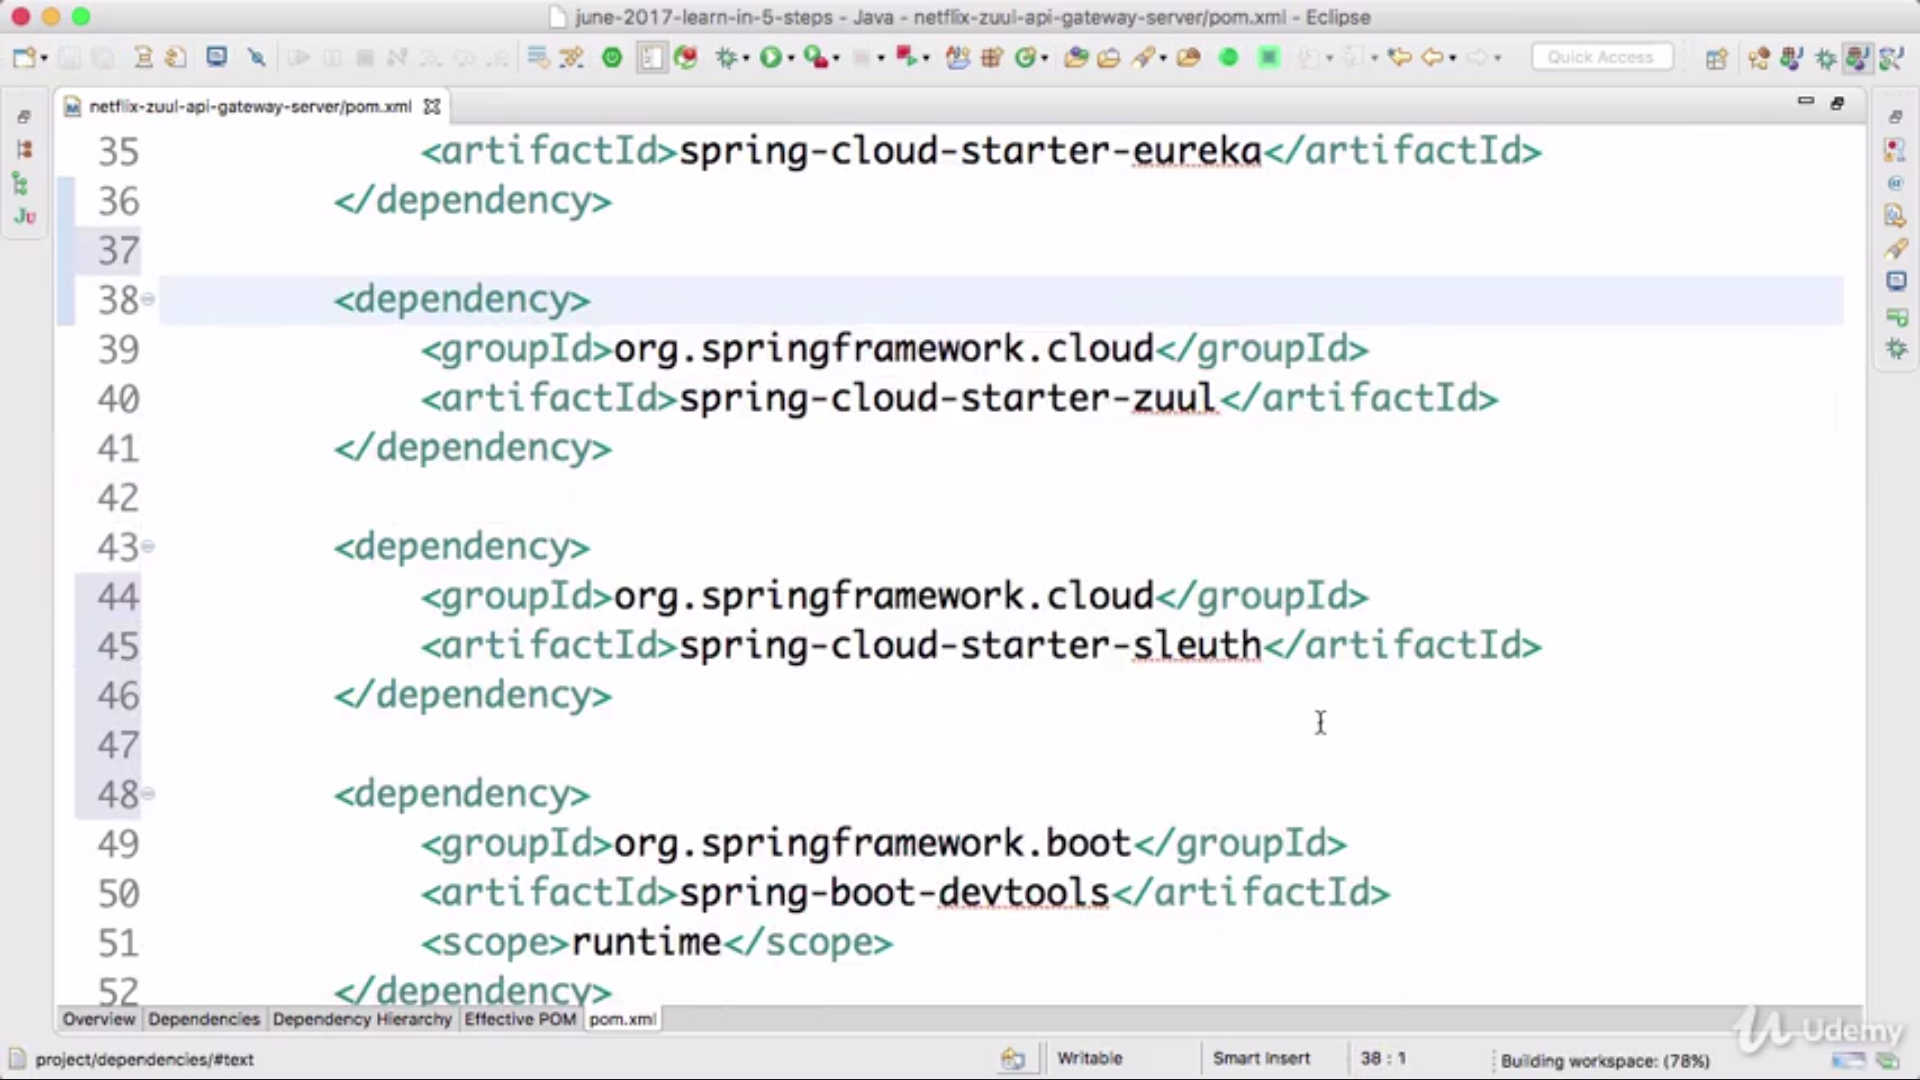 june-2017-learn-in-5-steps - Java - netflix-zuul-api-gateway-server/pom.xml - Eclipse
Quick Access
netflix-zuul-api-gateway-server/pom.xml
35 <artifactId>spring-cloud-starter-eureka</artifactId>
36 </dependency>
37
38 <dependency>
39 <groupId>org.springframework.cloud</groupId>
40 <artifactId>spring-cloud-starter-zuul</artifactId>
41 </dependency>
42
43 <dependency>
44 <groupId>org.springframework.cloud</groupId>
45 <artifactId>spring-cloud-starter-sleuth</artifactId>
46 </dependency>
47
48 <dependency>
49 <groupId>org.springframework.boot</groupId>
50 <artifactId>spring-boot-devtools</artifactId>
51 <scope>runtime</scope>
52 </dependency>
Overview Dependencies Dependency Hierarchy Effective POM pom.xml
Udemy
project/dependencies/#text Writable Smart Insert 38 : 1 Building workspace: (78%)
Ju